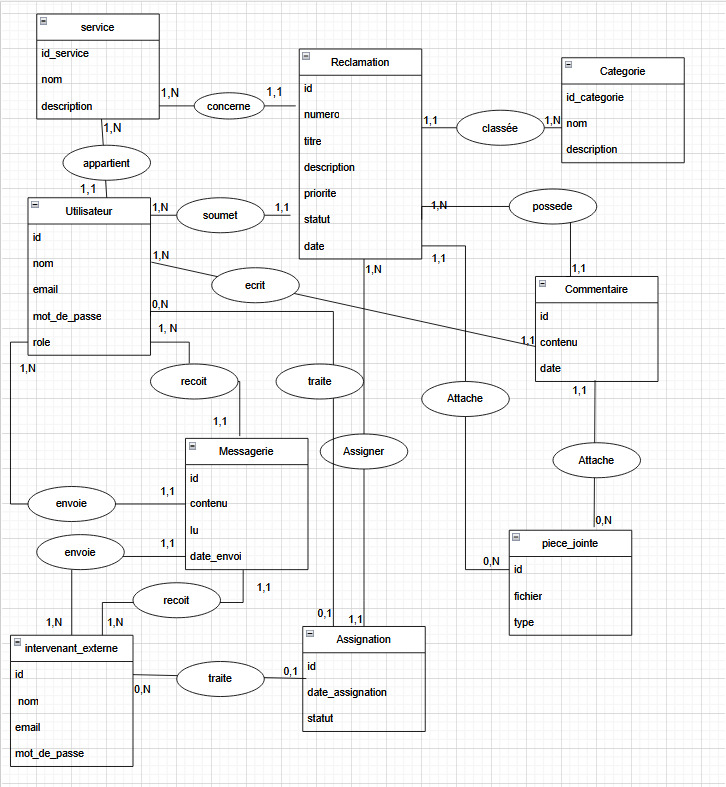 service
id_service
nom
description
1,N
concerne
1,1
Reclamation
id
numero
titre
description
priorite
statut
date
1,1
classée
1,N
Categorie
id_categorie
nom
description
1,N
appartient
1,1
Utilisateur
id
nom
email
mot_de_passe
role
1,N
soumet
1,1
1,N
possede
1,1
1,N
ecrit
1,1
Commentaire
id
contenu
date
0,N
traite
0,1
1, N
recoit
1,1
1,N
Assigner
1,1
1,1
Attache
0,N
1,1
Attache
0,N
piece_jointe
id
fichier
type
Messagerie
id
contenu
lu
date_envoi
1,N
envoie
1,1
envoie
1,1
1,N
recoit
1,1
1,N
intervenant_externe
id
nom
email
mot_de_passe
0,N
traite
0,1
Assignation
id
date_assignation
statut